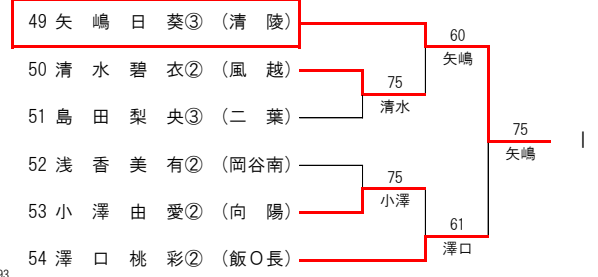 49 矢 嶋 日 葵③ (清 陵)
60
矢嶋
50 清 水 碧 衣② (風 越)
75
清水
51 島 田 梨 央③ (二 葉)
75
矢嶋
52 浅 香 美 有② (岡谷南)
75
小澤
53 小 澤 由 愛② (向 陽)
61
澤口
54 澤 口 桃 彩② (飯O長)
93